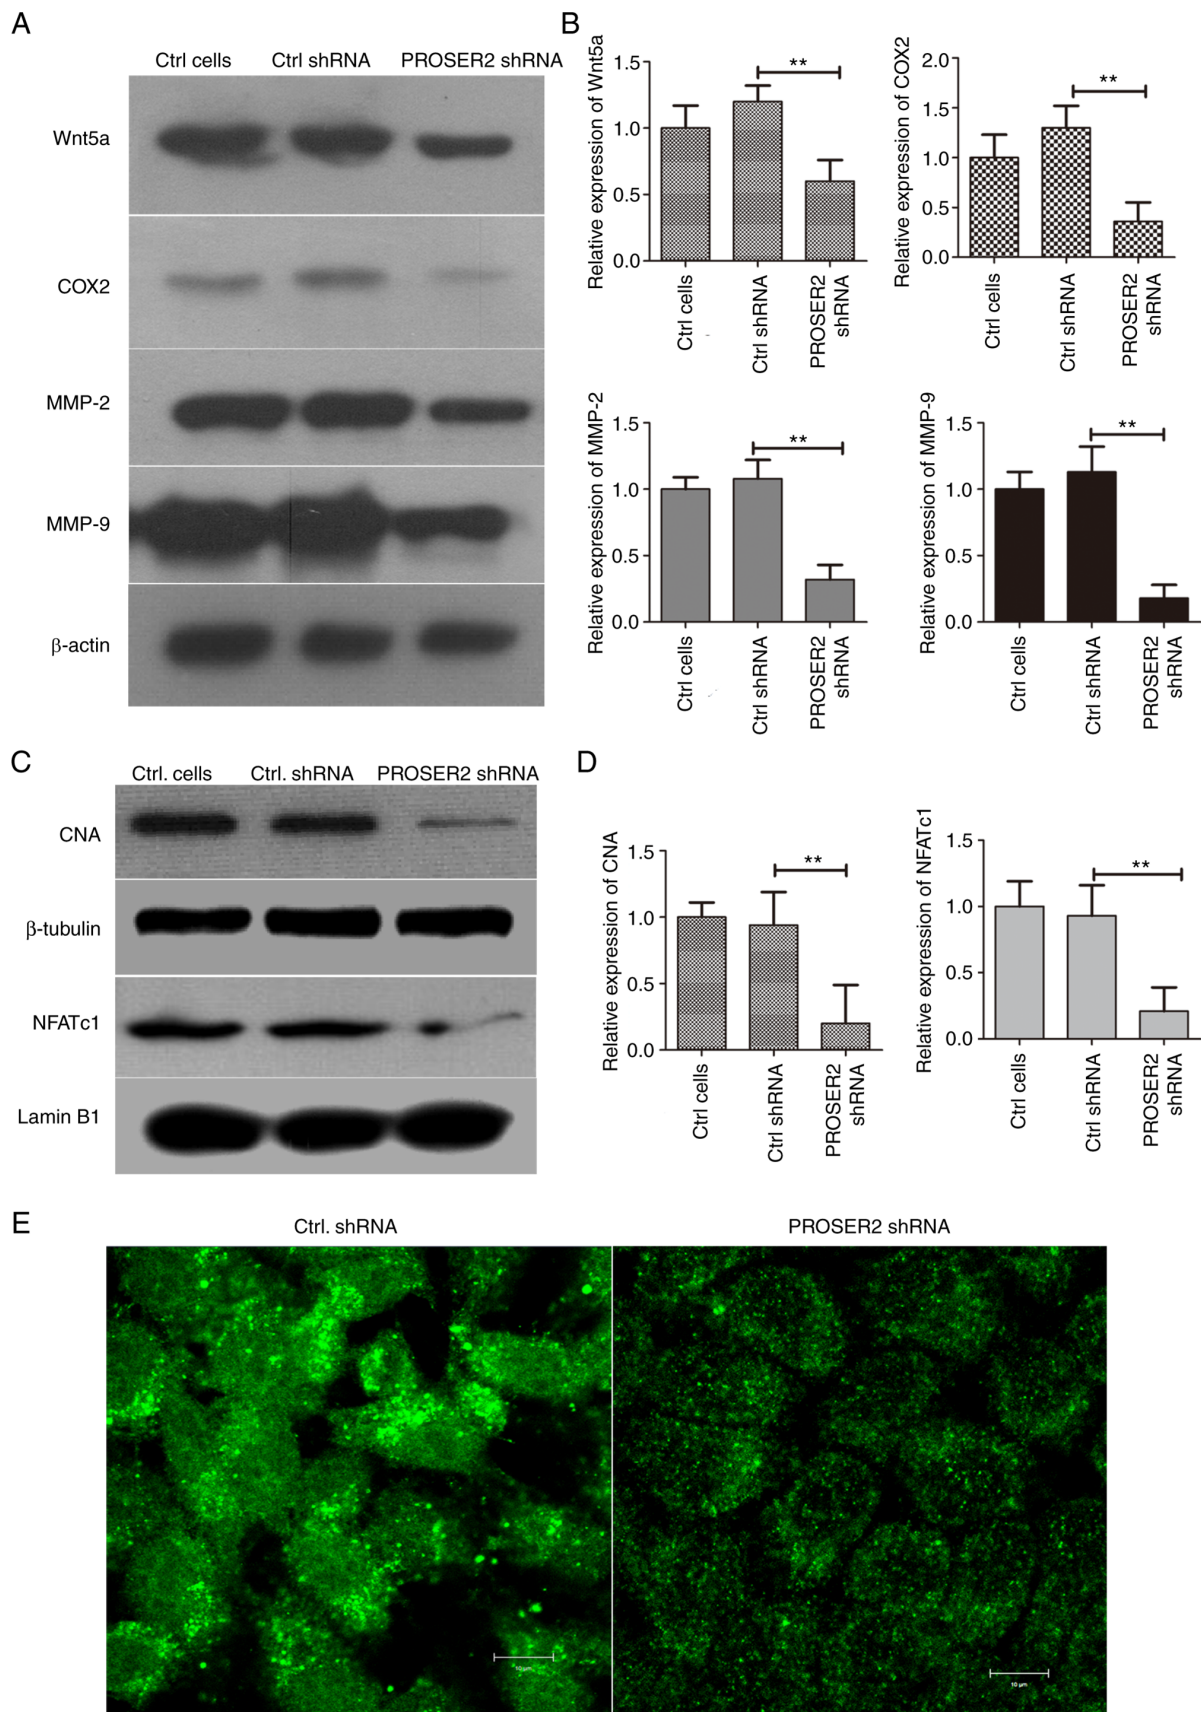 A
Ctrl cells Ctrl shRNA PROSER2 shRNA
Wnt5a
COX2
MMP-2
MMP-9
β-actin
B
Relative expression of Wnt5a
1.5
1.0
0.5
0.0
**
Ctrl cells
Ctrl shRNA
PROSER2
shRNA
Relative expression of COX2
2.0
1.5
1.0
0.5
0.0
**
Ctrl cells
Ctrl shRNA
PROSER2
shRNA
Relative expression of MMP-2
1.5
1.0
0.5
0.0
**
Ctrl cells
Ctrl shRNA
PROSER2
shRNA
Relative expression of MMP-9
1.5
1.0
0.5
0.0
**
Ctrl cells
Ctrl shRNA
PROSER2
shRNA
C
Ctrl. cells Ctrl. shRNA PROSER2 shRNA
CNA
β-tubulin
NFATc1
Lamin B1
D
Relative expression of CNA
1.5
1.0
0.5
0.0
**
Ctrl cells
Ctrl shRNA
PROSER2
shRNA
Relative expression of NFATc1
1.5
1.0
0.5
0.0
**
Ctrl cells
Ctrl shRNA
PROSER2
shRNA
E
Ctrl. shRNA
PROSER2 shRNA
10 µm
10 µm